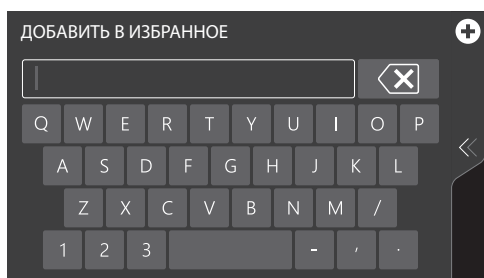 ДОБАВИТЬ В ИЗБРАННОЕ
Q W E R T Y U I O P
A S D F G H J K L
Z X C V B N M /
1 2 3 - , .